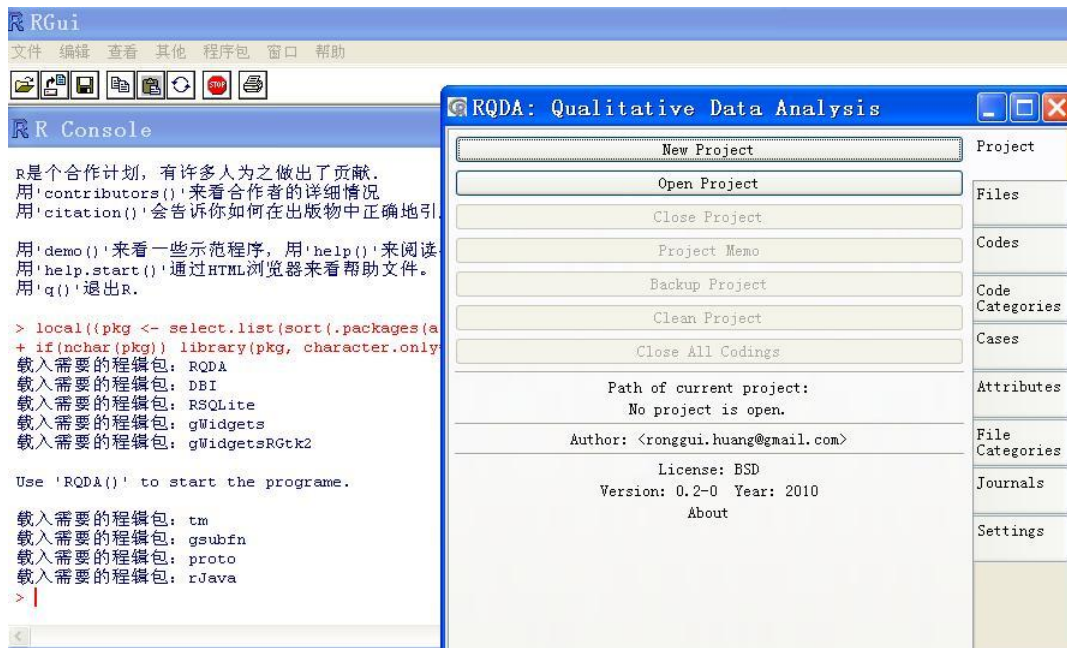 RGui
文件 编辑 查看 其他 程序包 窗口 帮助
STOP
R Console
R是个合作计划，有许多人为之做出了贡献.
用'contributors()'来看合作者的详细情况
用'citation()'会告诉你如何在出版物中正确地引
用'demo()'来看一些示范程序，用'help()'来阅读
用'help.start()'通过HTML浏览器来看帮助文件。
用'q()'退出R.
> local({pkg <- select.list(sort(.packages(a
+ if(nchar(pkg)) library(pkg, character.only
载入需要的程辑包：RQDA
载入需要的程辑包：DBI
载入需要的程辑包：RSQLite
载入需要的程辑包：gWidgets
载入需要的程辑包：gWidgetsRGtk2
Use 'RQDA()' to start the programe.
载入需要的程辑包：tm
载入需要的程辑包：gsubfn
载入需要的程辑包：proto
载入需要的程辑包：rJava
>
RQDA: Qualitative Data Analysis
New Project
Open Project
Close Project
Project Memo
Backup Project
Clean Project
Close All Codings
Path of current project:
No project is open.
Author: <ronggui.huang@gmail.com>
License: BSD
Version: 0.2-0 Year: 2010
About
Project
Files
Codes
Code
Categories
Cases
Attributes
File
Categories
Journals
Settings